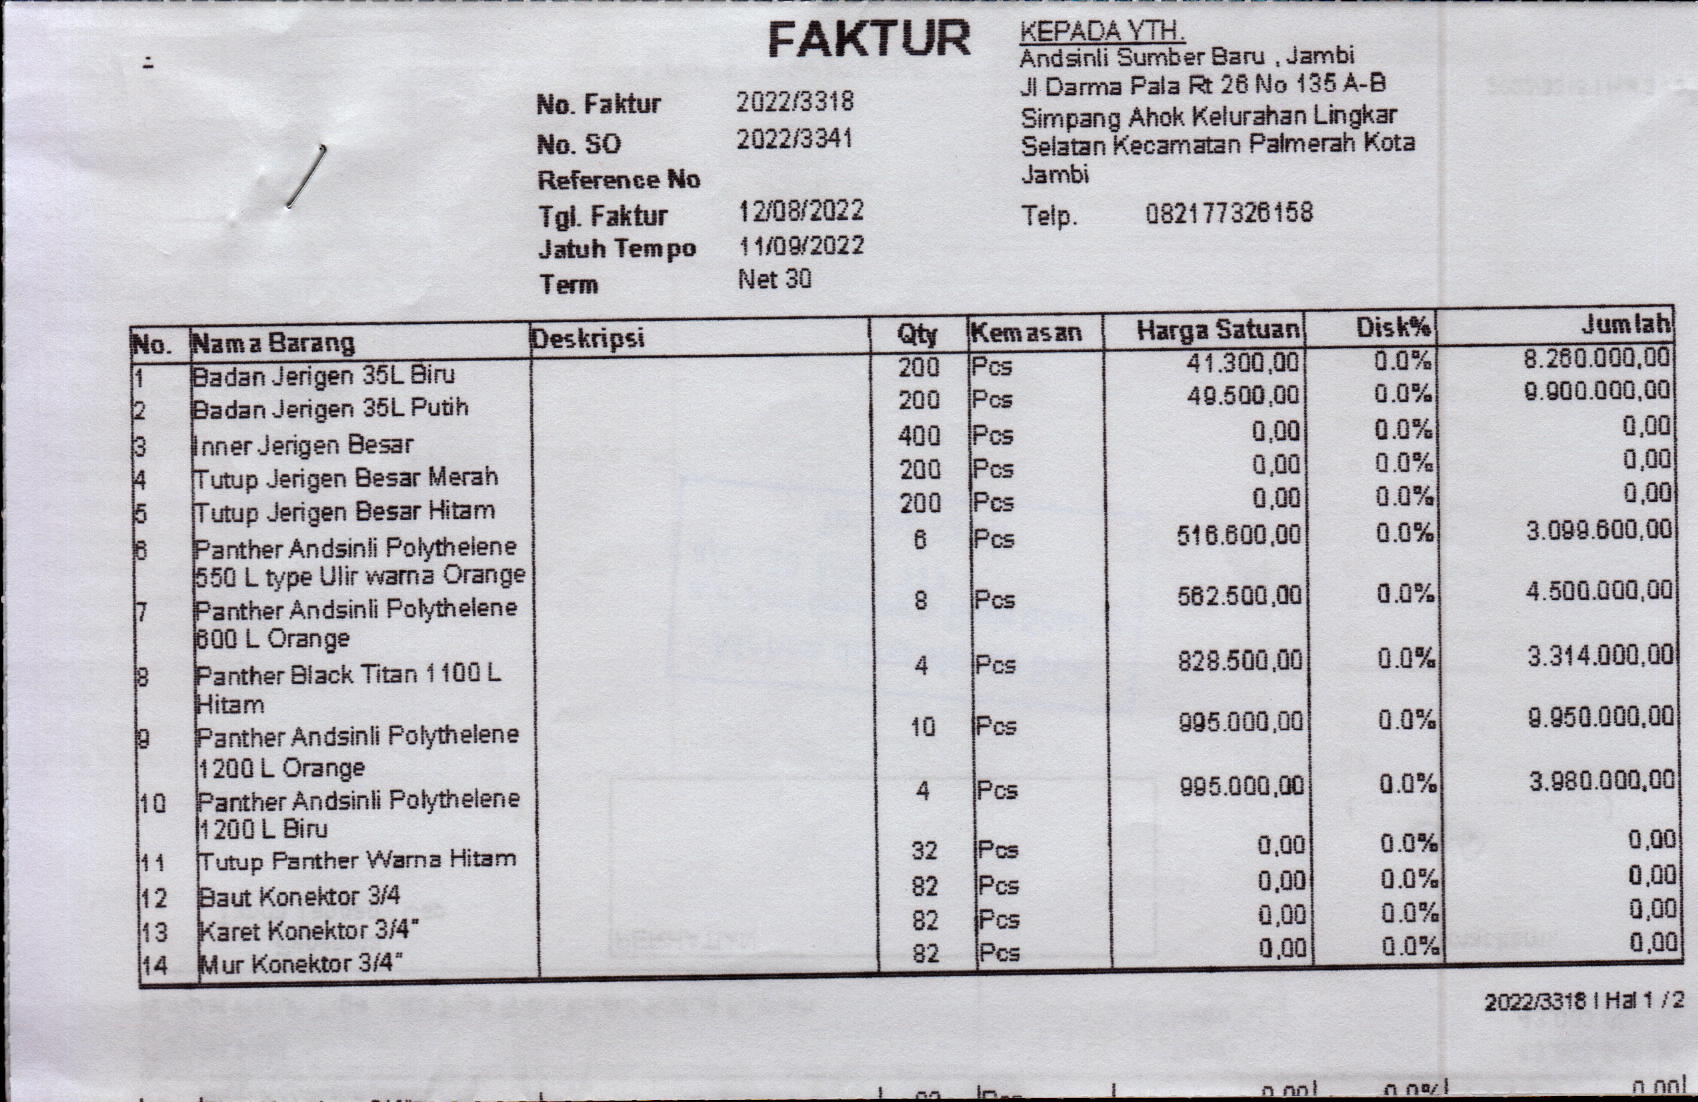 FAKTUR
No. Faktur 2022/3318
No. SO 2022/3341
Reference No
Tgl. Faktur 12/08/2022
Jatuh Tempo 11/09/2022
Term Net 30
KEPADA YTH.
Andsinli Sumber Baru , Jambi
Jl Darma Pala Rt 26 No 135 A-B
Simpang Ahok Kelurahan Lingkar
Selatan Kecamatan Palmerah Kota
Jambi
Telp. 082177326158
No. Nama Barang Deskripsi Qty Kemasan Harga Satuan Disk% Jumlah
1 Badan Jerigen 35L Biru 200 Pcs 41.300,00 0.0% 8.260.000,00
2 Badan Jerigen 35L Putih 200 Pcs 49.500,00 0.0% 9.900.000,00
3 Inner Jerigen Besar 400 Pcs 0,00 0.0% 0,00
4 Tutup Jerigen Besar Merah 200 Pcs 0,00 0.0% 0,00
5 Tutup Jerigen Besar Hitam 200 Pcs 0,00 0.0% 0,00
6 Panther Andsinli Polythelene 6 Pcs 516.600,00 0.0% 3.099.600,00
550 L type Ulir warna Orange
7 Panther Andsinli Polythelene 8 Pcs 562.500,00 0.0% 4.500.000,00
600 L Orange
8 Panther Black Titan 1100 L 4 Pcs 828.500,00 0.0% 3.314.000,00
Hitam
9 Panther Andsinli Polythelene 10 Pcs 995.000,00 0.0% 9.950.000,00
1200 L Orange
10 Panther Andsinli Polythelene 4 Pcs 995.000,00 0.0% 3.980.000,00
1200 L Biru
11 Tutup Panther Warna Hitam 32 Pcs 0,00 0.0% 0,00
12 Baut Konektor 3/4 82 Pcs 0,00 0.0% 0,00
13 Karet Konektor 3/4" 82 Pcs 0,00 0.0% 0,00
14 Mur Konektor 3/4" 82 Pcs 0,00 0.0% 0,00
2022/3318 | Hal 1 / 2